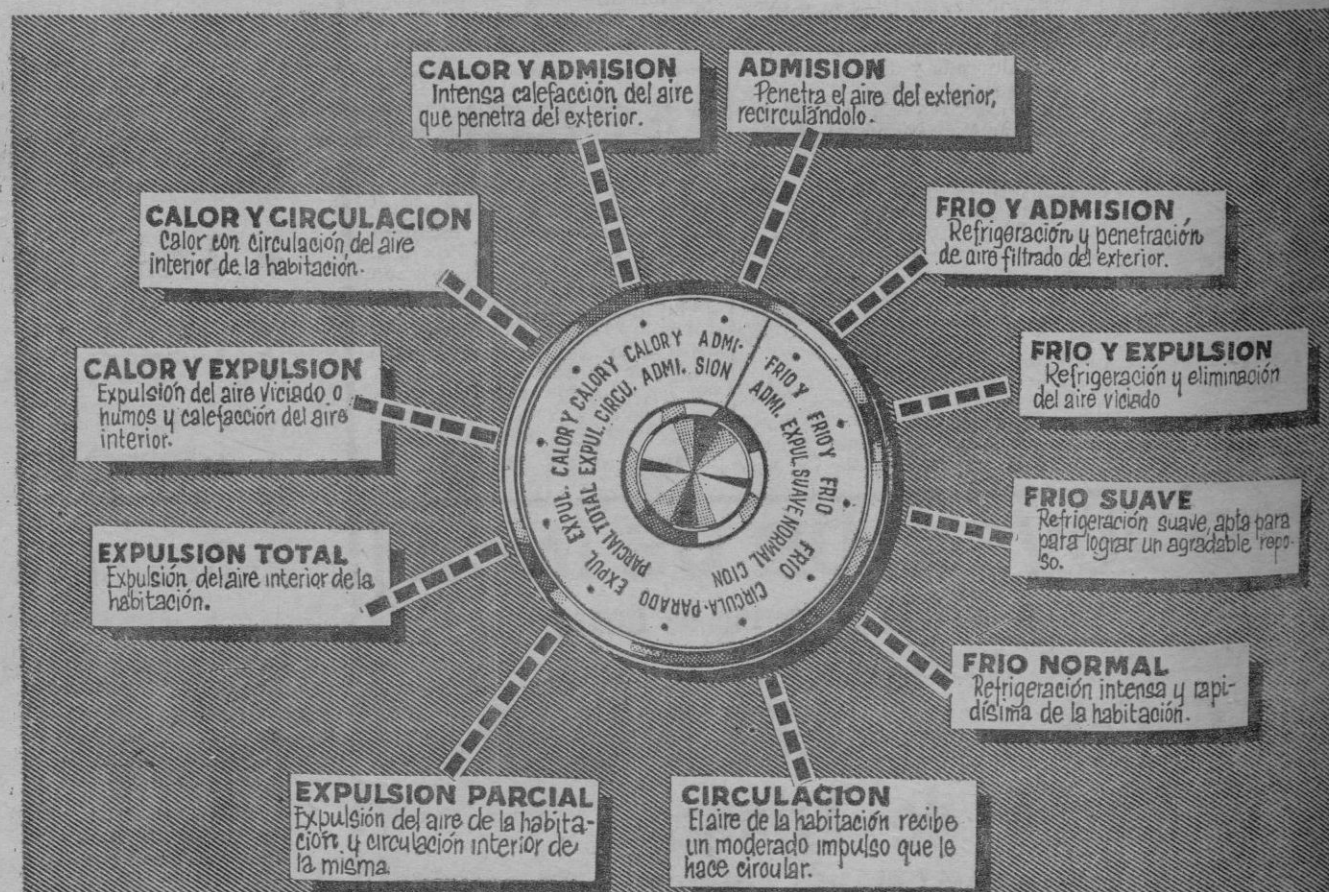 CALOR Y ADMISION
Intensa calefacción del aire
que penetra del exterior.
ADMISION
Penetra el aire del exterior,
recirculándolo.
CALOR Y CIRCULACION
Calor con circulación del aire
interior de la habitación.
FRIO Y ADMISION
Refrigeración y penetración
de aire filtrado del exterior.
CALOR Y EXPULSION
Expulsión del aire viciado o
humos y calefacción del aire
interior.
FRIO Y EXPULSION
Refrigeración y eliminación
del aire viciado
EXPULSION TOTAL
Expulsión del aire interior de la
habitación.
FRIO SUAVE
Refrigeración suave, apta para
para lograr un agradable repo-
so.
FRIO NORMAL
Refrigeración intensa y rapi-
dísima de la habitación.
EXPULSION PARCIAL
Expulsión del aire de la habita-
ción y circulación interior de
la misma.
CIRCULACION
El aire de la habitación recibe
un moderado impulso que le
hace circular.
ADMI-
SION
FRIO Y
ADMI.
FRIO Y
EXPUL.
FRIO
SUAVE
FRIO
NORMAL
CIRCULA-
CION
PARADO
EXPUL.
PARCIAL
EXPUL.
TOTAL
CALOR Y
EXPUL.
CALOR Y
CIRCU.
CALOR Y
ADMI.